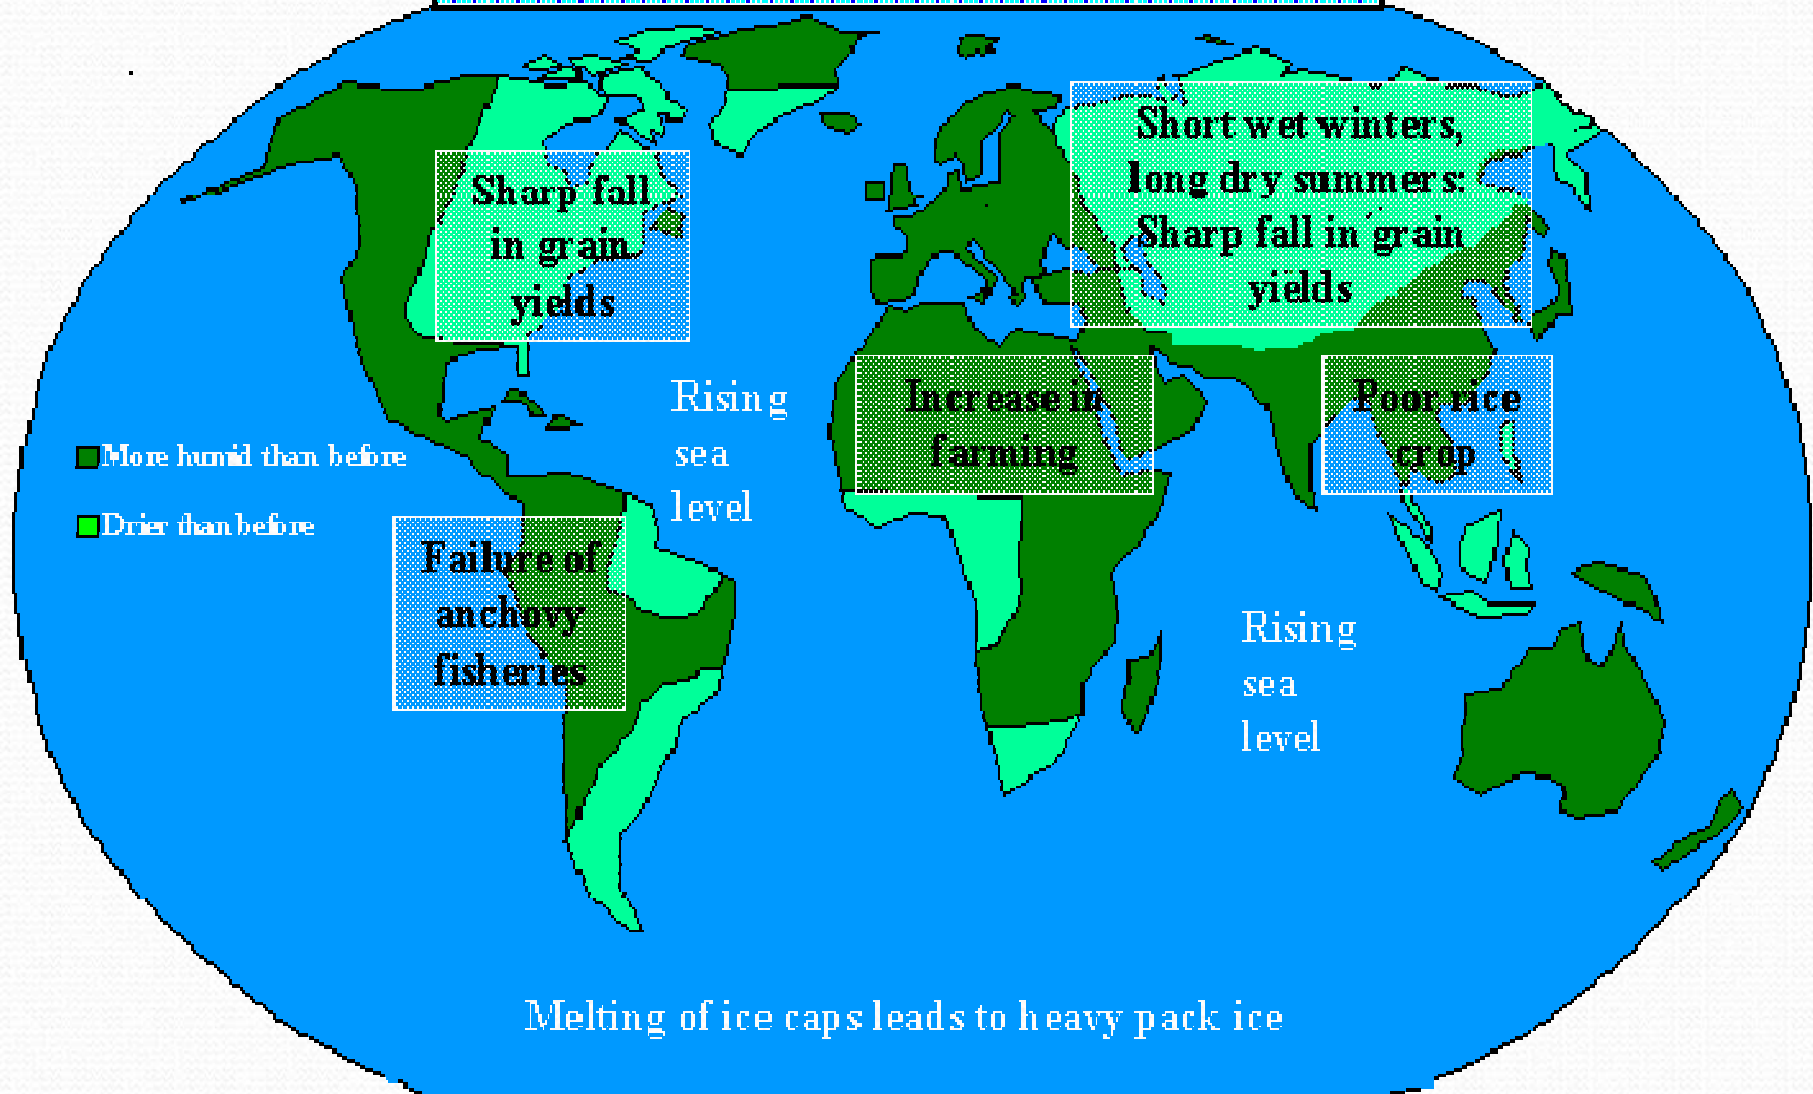 Short wet winters,
long dry summers:
Sharp fall in grain
yields
Sharp fall
in grain
yields
Rising
sea
level
Increase in
farming
Poor rice
crop
More humid than before
Drier than before
Failure of
anchovy
fisheries
Rising
sea
level
Melting of ice caps leads to heavy pack ice